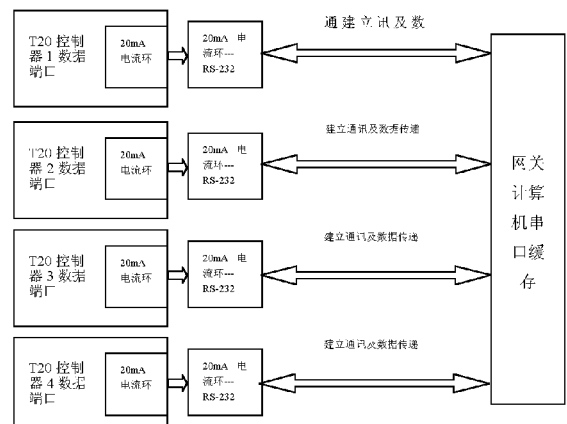 通建立讯及数
T20 控制
器 1 数据
端口
20mA
电流环
20mA 电
流环---
RS-232
建立通讯及数据传递
T20 控制
器 2 数据
端口
20mA
电流环
20mA 电
流环---
RS-232
建立通讯及数据传递
T20 控制
器 3 数据
端口
20mA
电流环
20mA 电
流环---
RS-232
建立通讯及数据传递
T20 控制
器 4 数据
端口
20mA
电流环
20mA 电
流环---
RS-232
网关
计算
机串
口缓
存